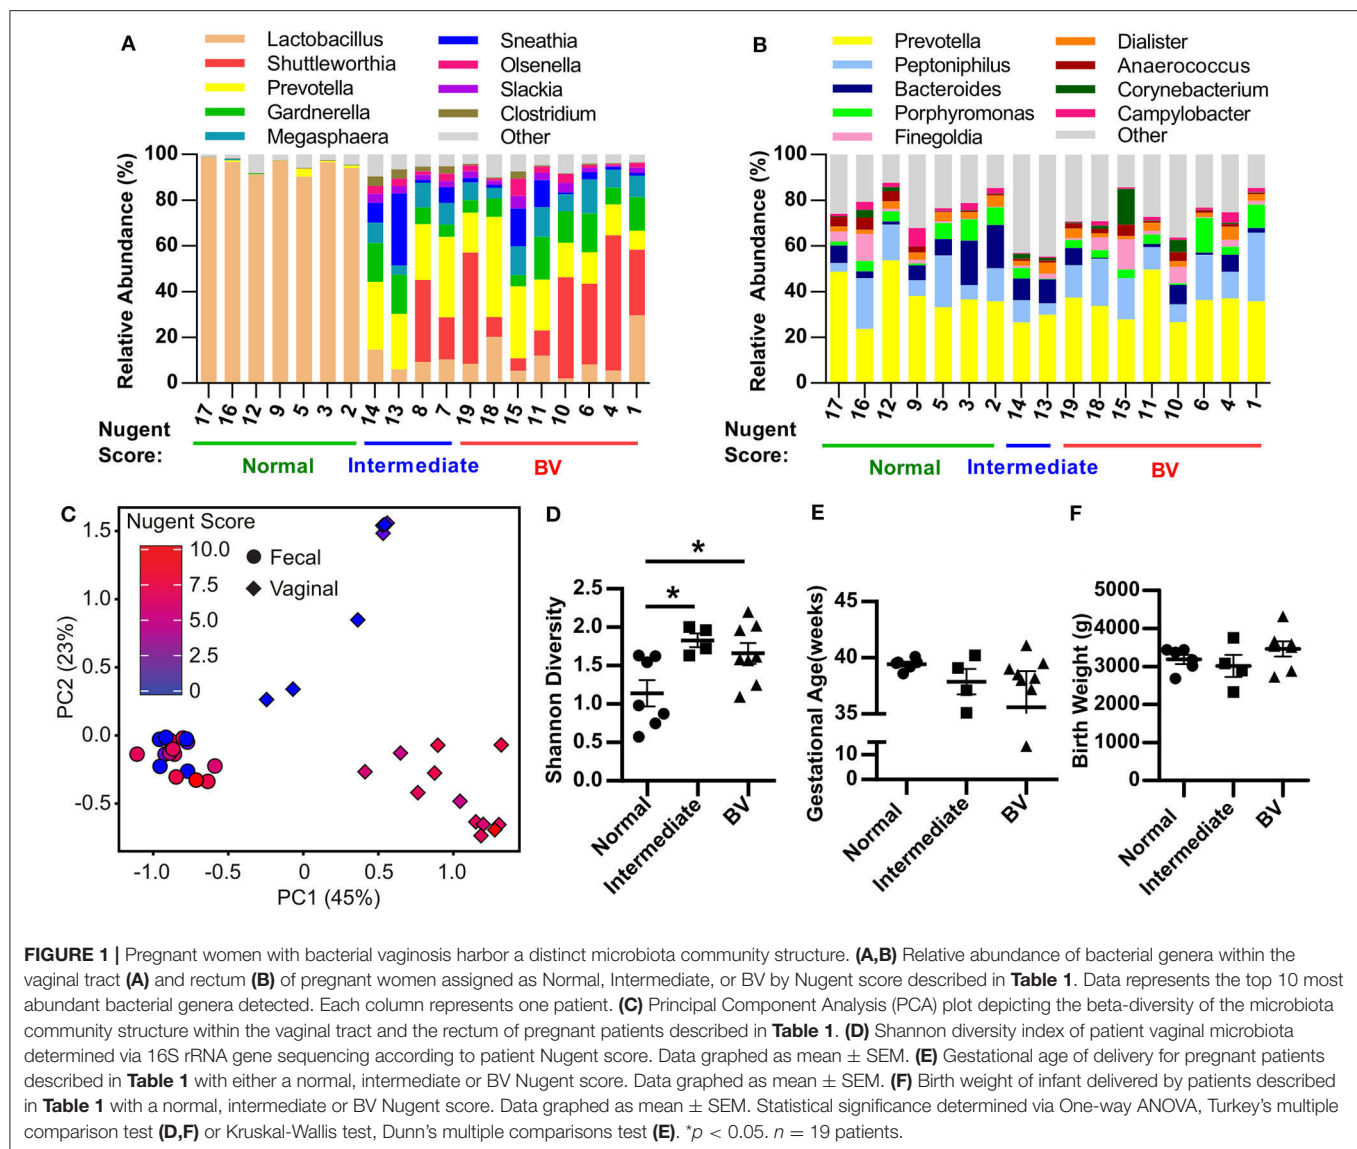 A
Lactobacillus
Shuttleworthia
Prevotella
Gardnerella
Megasphaera
Sneathia
Olsenella
Slackia
Clostridium
Other
Relative Abundance (%)
100
80
60
40
20
0
17 16 12 9 5 3 2 14 13 8 7 19 18 15 11 10 6 4 1
Nugent
Score:
Normal
Intermediate
BV
B
Prevotella
Peptoniphilus
Bacteroides
Porphyromonas
Finegoldia
Dialister
Anaerococcus
Corynebacterium
Campylobacter
Other
Relative Abundance (%)
100
80
60
40
20
0
17 16 12 9 5 3 2 14 13 19 18 15 11 10 6 4 1
Nugent
Score:
Normal
Intermediate
BV
C
Nugent Score
10.0
7.5
5.0
2.5
0
Fecal
Vaginal
PC2 (23%)
1.5
1.0
0.5
0.0
-0.5
-1.0 -0.5 0 0.5 1.0
PC1 (45%)
D
Shannon Diversity
2.5
2.0
1.5
1.0
0.5
0.0
*
*
Normal
Intermediate
BV
E
Gestational Age(weeks)
45
40
35
10
0
Normal
Intermediate
BV
F
Birth Weight (g)
5000
4000
3000
2000
1000
0
Normal
Intermediate
BV
FIGURE 1 | Pregnant women with bacterial vaginosis harbor a distinct microbiota community structure. (A,B) Relative abundance of bacterial genera within the
vaginal tract (A) and rectum (B) of pregnant women assigned as Normal, Intermediate, or BV by Nugent score described in Table 1. Data represents the top 10 most
abundant bacterial genera detected. Each column represents one patient. (C) Principal Component Analysis (PCA) plot depicting the beta-diversity of the microbiota
community structure within the vaginal tract and the rectum of pregnant patients described in Table 1. (D) Shannon diversity index of patient vaginal microbiota
determined via 16S rRNA gene sequencing according to patient Nugent score. Data graphed as mean ± SEM. (E) Gestational age of delivery for pregnant patients
described in Table 1 with either a normal, intermediate or BV Nugent score. Data graphed as mean ± SEM. (F) Birth weight of infant delivered by patients described
in Table 1 with a normal, intermediate or BV Nugent score. Data graphed as mean ± SEM. Statistical significance determined via One-way ANOVA, Turkey's multiple
comparison test (D,F) or Kruskal-Wallis test, Dunn's multiple comparisons test (E). *p < 0.05. n = 19 patients.